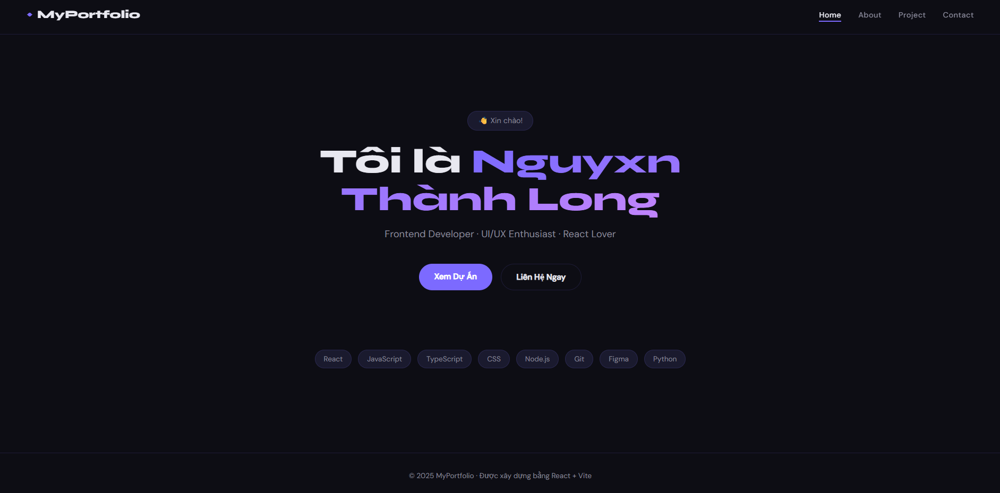 MyPortfolio
Home About Project Contact
👋 Xin chào!
Tôi là Nguyxn
Thành Long
Frontend Developer · UI/UX Enthusiast · React Lover
Xem Dự Án Liên Hệ Ngay
React JavaScript TypeScript CSS Node.js Git Figma Python
© 2025 MyPortfolio · Được xây dựng bằng React + Vite